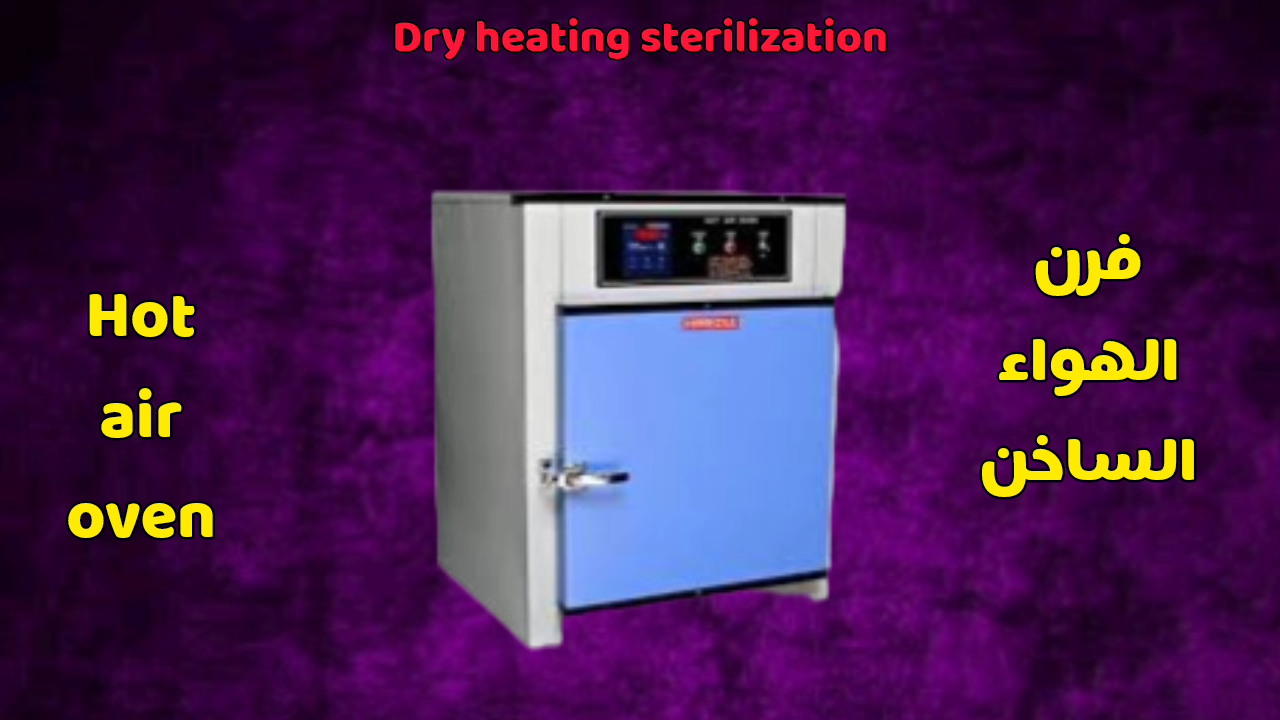 Dry heating sterilization
Hot
air
oven
فرن
الهواء
الساخن